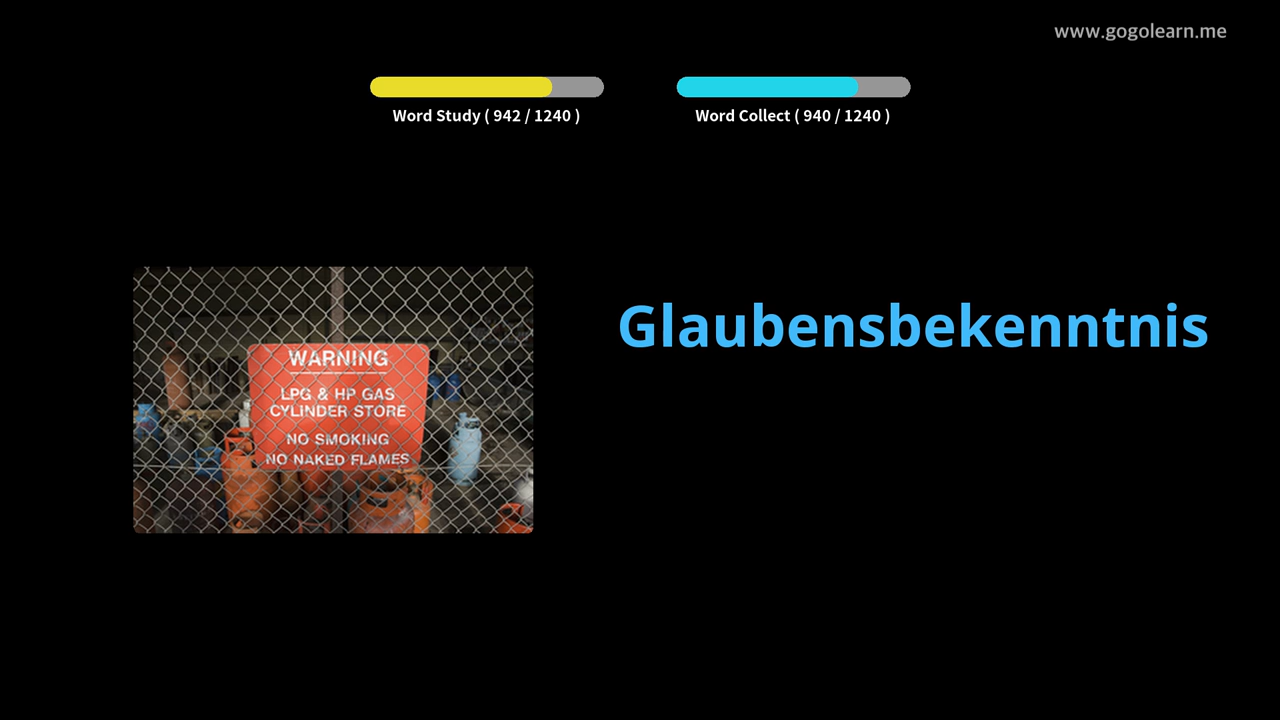 www.gogolearn.me
Word Study ( 942 / 1240 )
Word Collect ( 940 / 1240 )
Glaubensbekenntnis
WARNING
LPG & HP GAS
CYLINDER STORE
NO SMOKING
NO NAKED FLAMES